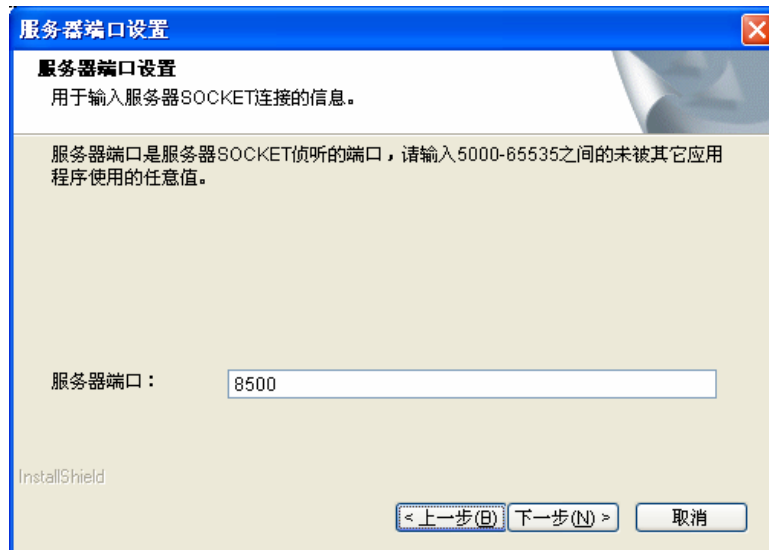 服务器端口设置
服务器端口设置
用于输入服务器SOCKET连接的信息。
服务器端口是服务器SOCKET侦听的端口，请输入5000-65535之间的未被其它应用
程序使用的任意值。
服务器端口：
8500
InstallShield
<上一步(B) 下一步(N) > 取消